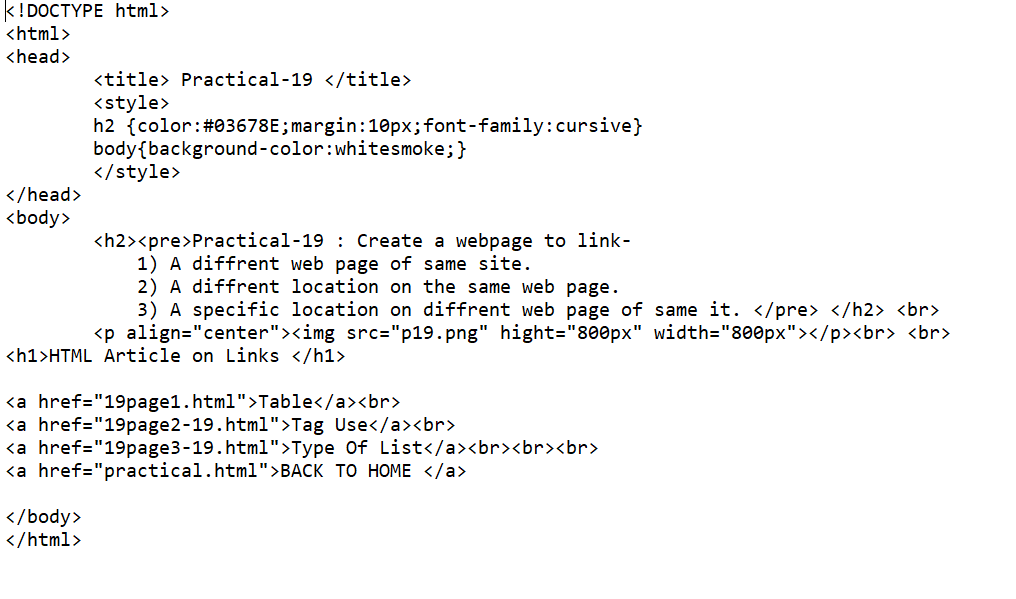 <!DOCTYPE html>
<html>
<head>
        <title> Practical-19 </title>
        <style>
        h2 {color:#03678E;margin:10px;font-family:cursive}
        body{background-color:whitesmoke;}
        </style>
</head>
<body>
        <h2><pre>Practical-19 : Create a webpage to link-
            1) A diffrent web page of same site.
            2) A diffrent location on the same web page.
            3) A specific location on diffrent web page of same it. </pre> </h2> <br>
        <p align="center"><img src="p19.png" hight="800px" width="800px"></p><br> <br>
<h1>HTML Article on Links </h1>

<a href="19page1.html">Table</a><br>
<a href="19page2-19.html">Tag Use</a><br>
<a href="19page3-19.html">Type Of List</a><br><br><br>
<a href="practical.html">BACK TO HOME </a>

</body>
</html>